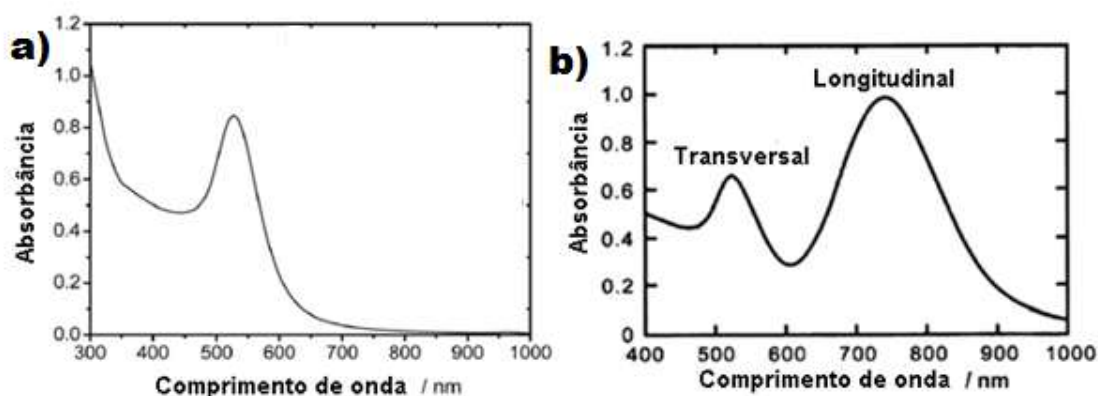 a)
1.2
1.0
0.8
0.6
0.4
0.2
0.0
Absorbância
300 400 500 600 700 800 900 1000
Comprimento de onda / nm
b)
1.2
1.0
0.8
0.6
0.4
0.2
0
Absorbância
Longitudinal
Transversal
400 500 600 700 800 900 1000
Comprimento de onda / nm